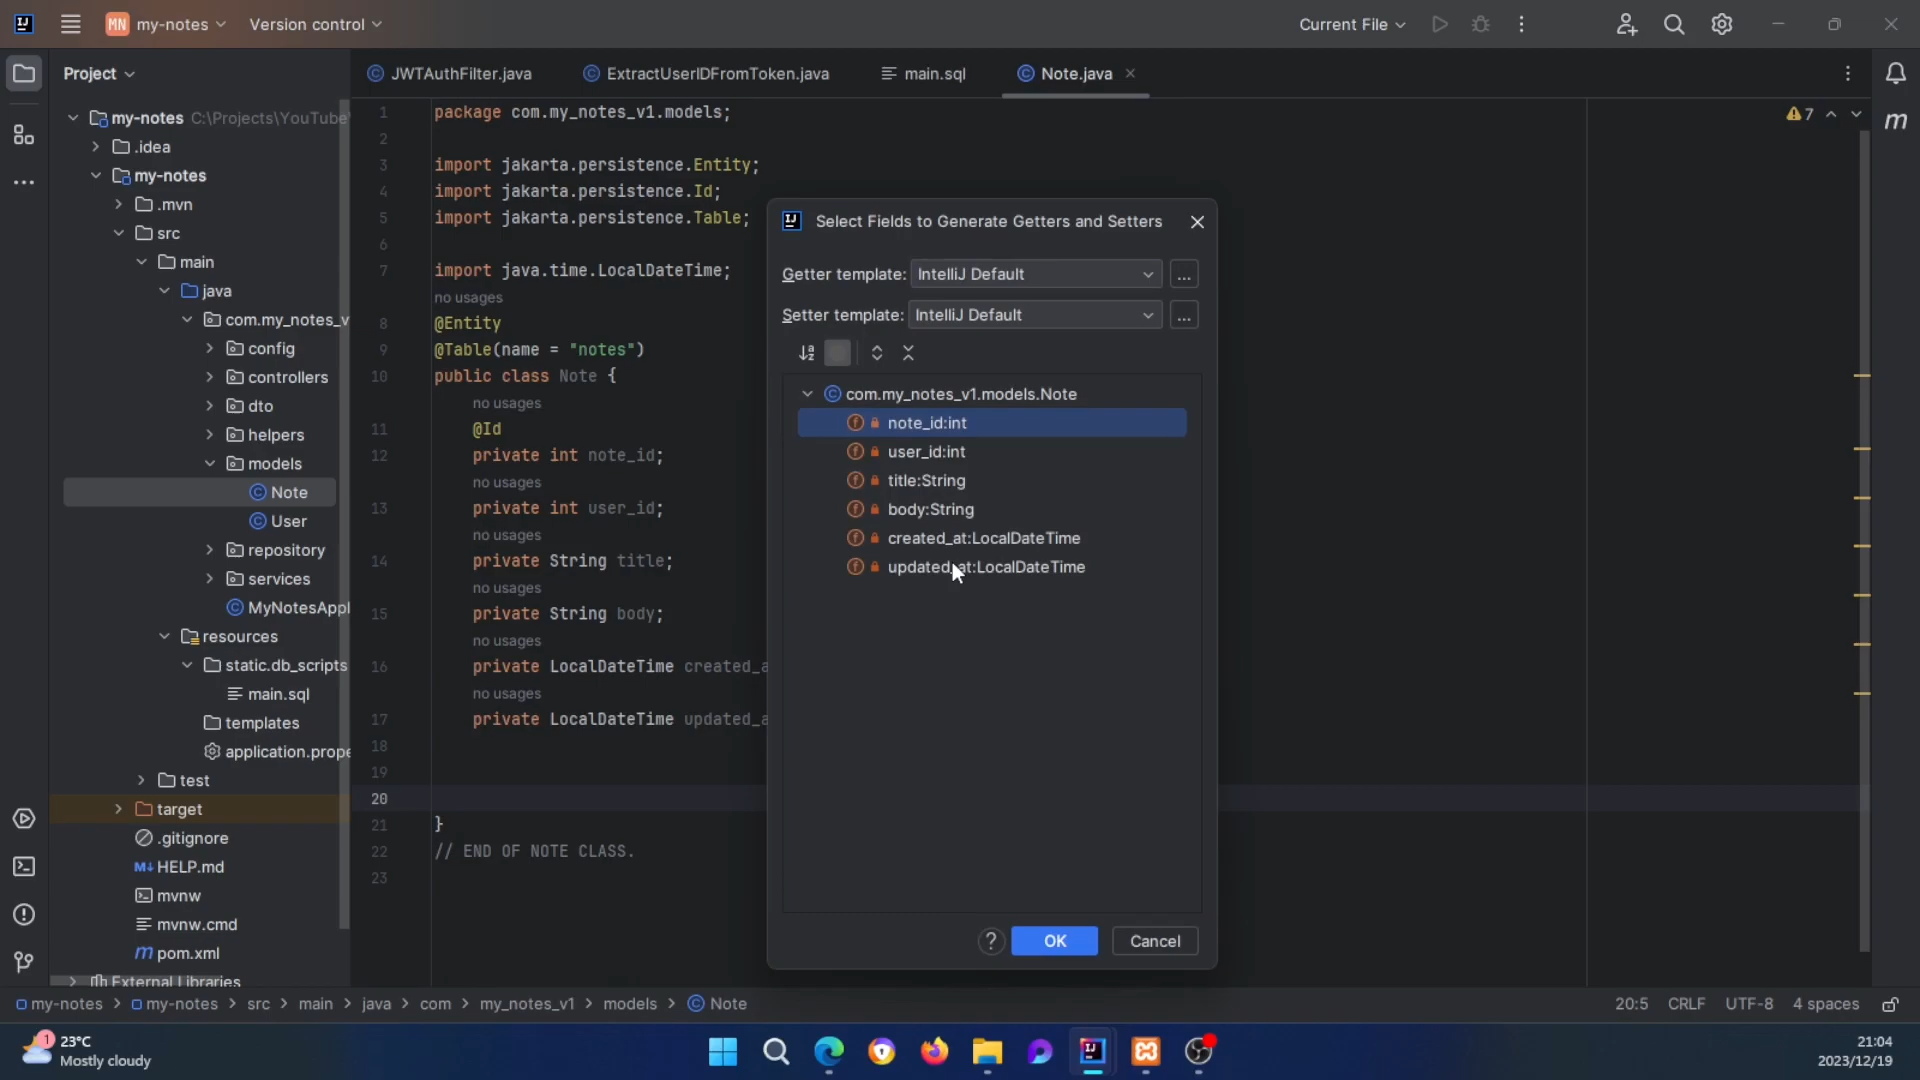 MN my-notes Version control Current File
Project
my-notes C:\Projects\YouTube
.idea
my-notes
.mvn
src
main
java
com.my_notes_v
config
controllers
dto
helpers
models
Note
User
repository
services
MyNotesAppl
resources
static.db_scripts
main.sql
templates
application.prope
test
target
.gitignore
M↓ HELP.md
mvnw
mvnw.cmd
m pom.xml
External Libraries
JWTAuthFilter.java ExtractUserIDFromToken.java main.sql Note.java
7
m
1 package com.my_notes_v1.models;
2
3 import jakarta.persistence.Entity;
4 import jakarta.persistence.Id;
5 import jakarta.persistence.Table;
6
7 import java.time.LocalDateTime;
no usages
8 @Entity
9 @Table(name = "notes")
10 public class Note {
no usages
11 @Id
12 private int note_id;
no usages
13 private int user_id;
no usages
14 private String title;
no usages
15 private String body;
no usages
16 private LocalDateTime created_a
no usages
17 private LocalDateTime updated_a
18
19
20
21 }
22 // END OF NOTE CLASS.
23
Select Fields to Generate Getters and Setters
Getter template: IntelliJ Default ...
Setter template: IntelliJ Default ...
com.my_notes_v1.models.Note
note_id:int
user_id:int
title:String
body:String
created_at:LocalDateTime
updated_at:LocalDateTime
? OK Cancel
my-notes > my-notes > src > main > java > com > my_notes_v1 > models > Note
20:5 CRLF UTF-8 4 spaces
1
23°C
Mostly cloudy
21:04
2023/12/19